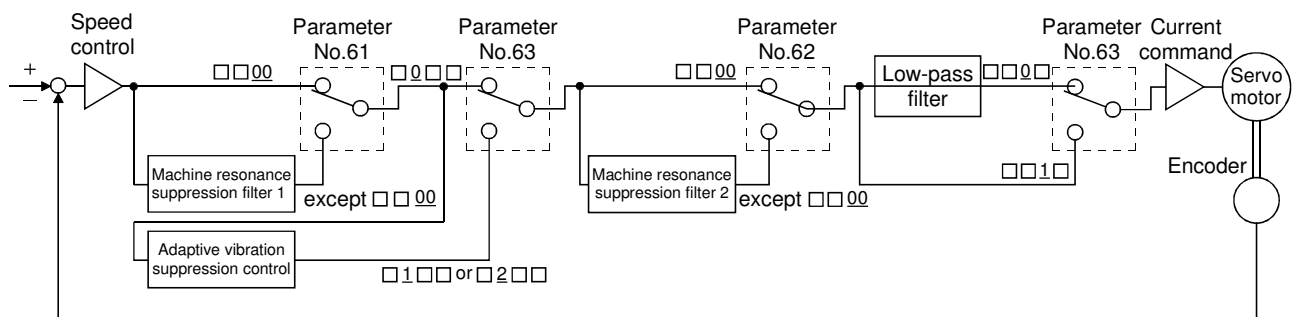 Speed
control
Parameter
No.61
Parameter
No.63
Parameter
No.62
Parameter
No.63
Current
command
+
−
□□00
□0□□
□□00
Low-pass
filter
□□0□
Servo
motor
Machine resonance
suppression filter 1
except □□00
Machine resonance
suppression filter 2
except □□00
□□1□
Encoder
Adaptive vibration
suppression control
□1□□ or □2□□